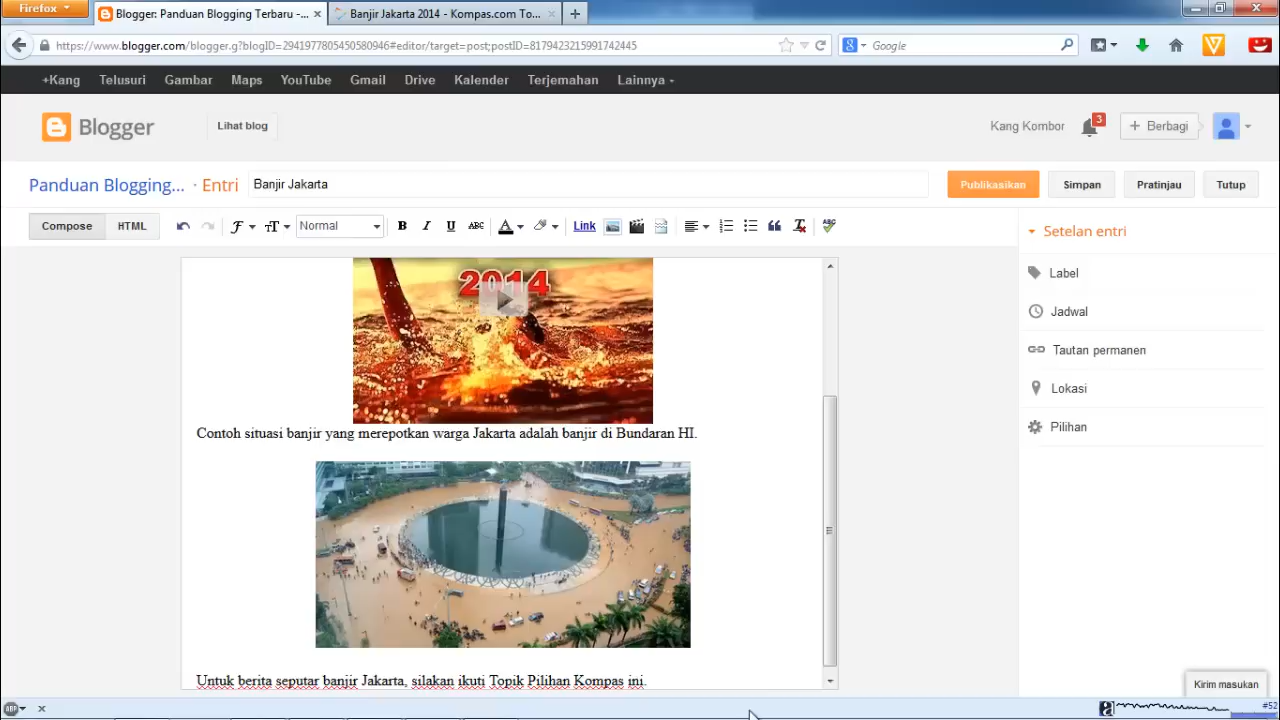 Firefox
Blogger: Panduan Blogging Terbaru -...
Banjir Jakarta 2014 - Kompas.com To...
https://www.blogger.com/blogger.g?blogID=2941977805450580946#editor/target=post;postID=8179123215991742445
Google
+Kang Telusuri Gambar Maps YouTube Gmail Drive Kalender Terjemahan Lainnya
Blogger Lihat blog Kang Kombor 3 + Berbagi
Panduan Blogging... · Entri Banjir Jakarta Publikasikan Simpan Pratinjau Tutup
Compose HTML Normal B I U ABC A Link
Setelan entri
Label
Jadwal
Tautan permanen
Lokasi
Pilihan
2014
Contoh situasi banjir yang merepotkan warga Jakarta adalah banjir di Bundaran HI.
Untuk berita seputar banjir Jakarta, silakan ikuti Topik Pilihan Kompas ini.
Kirim masukan
ABP
#52